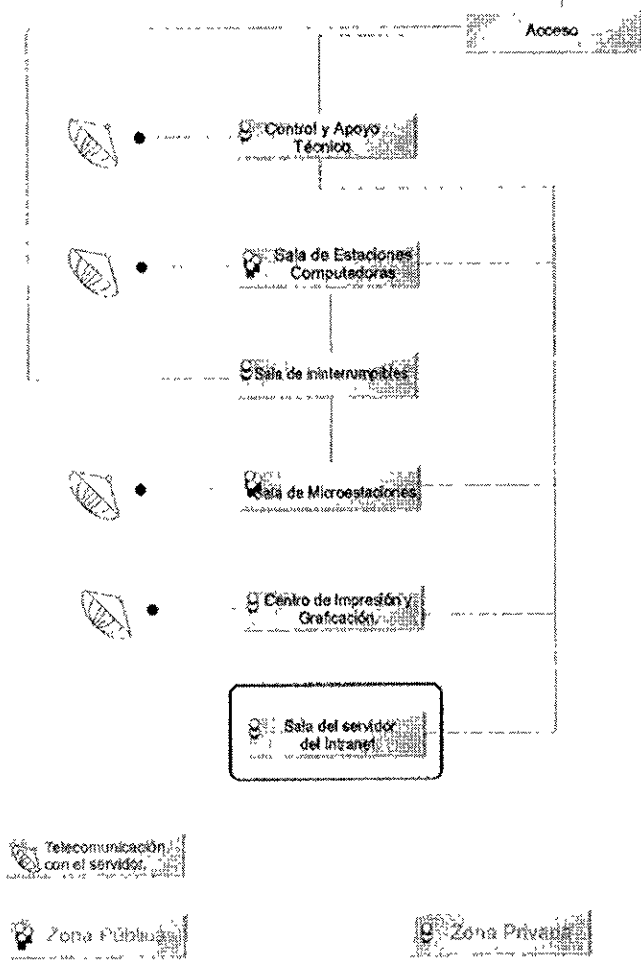 Acceso
Control y Apoyo
Técnico
Sala de Estaciones
Computadoras
Sala de ininterrumpibles
Sala de Microestaciones
Centro de Impresión y
Graficación
Sala del servidor
del Intranet
Telecomunicación
con el servidor.
Zona Pública
Zona Privada